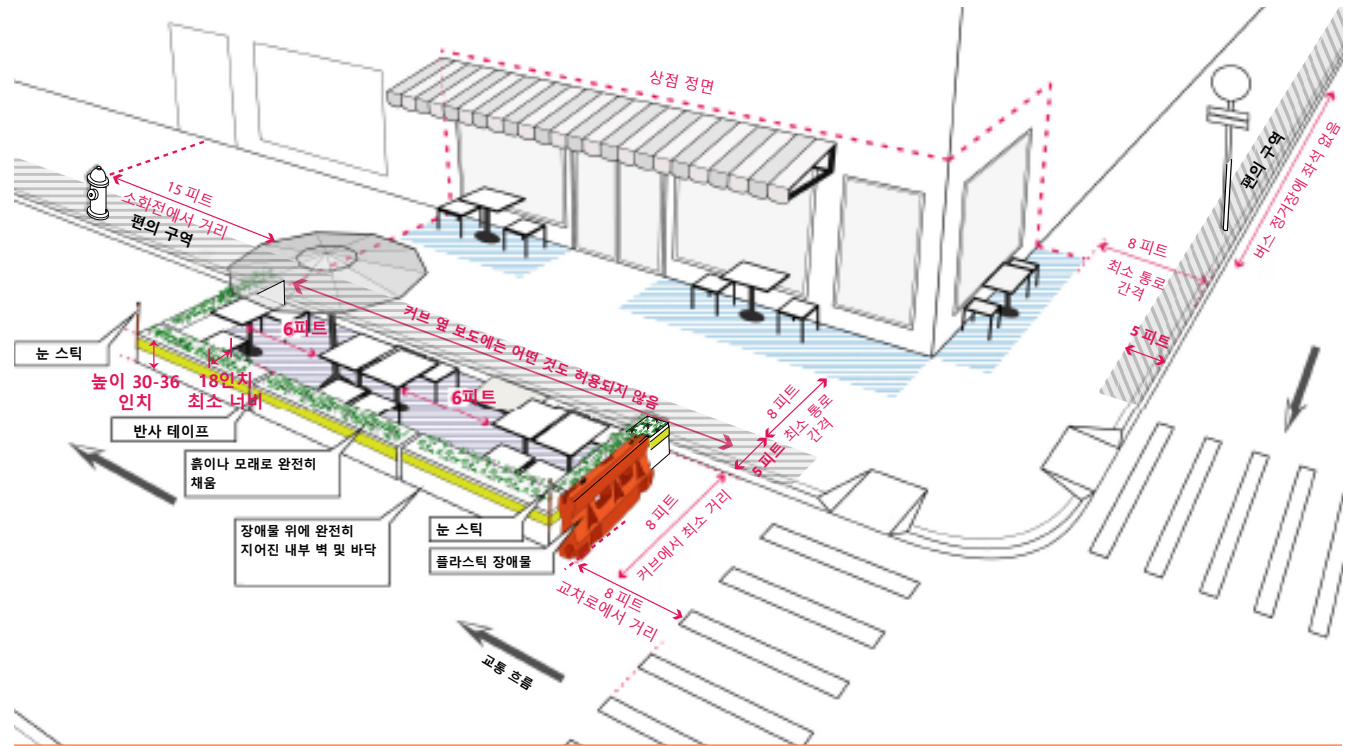 상점 정면
15 피트
소화전에서 거리
편의 구역
편의 구역
버스 정거장에 좌석 없음
8 피트
최소 통로
간격
5 피트
눈 스틱
6피트
커브 옆 보도에는 어떤 것도 허용되지 않음
높이 30-36
인치
18인치
최소 너비
6피트
8 피트
최소 통로
간격
5 피트
반사 테이프
흙이나 모래로 완전히
채움
장애물 위에 완전히
지어진 내부 벽 및 바닥
눈 스틱
플라스틱 장애물
8 피트
커브에서 최소 거리
8 피트
교차로에서 거리
교통 흐름